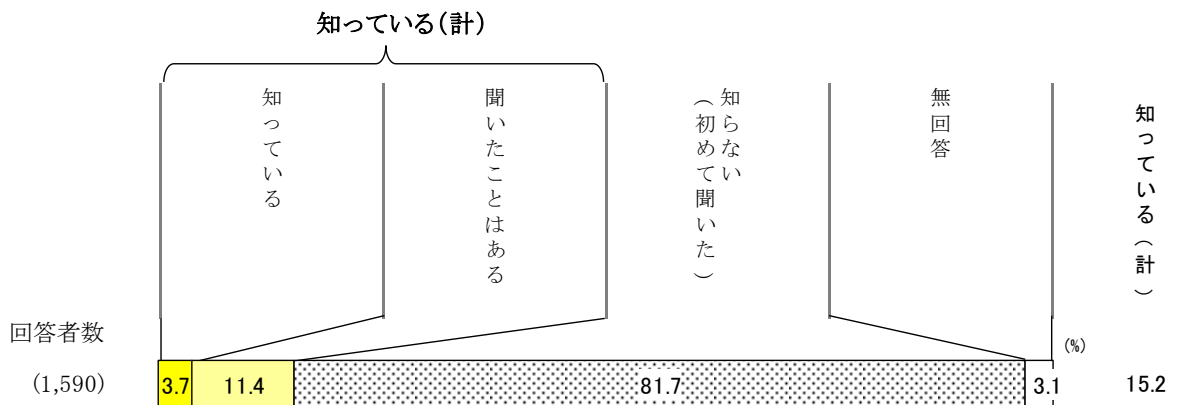 知っている(計)
知っている
聞いたことはある
知らない
(初めて聞いた)
無回答
知っている(計)
回答者数
(%)
(1,590)
3.7
11.4
81.7
3.1
15.2